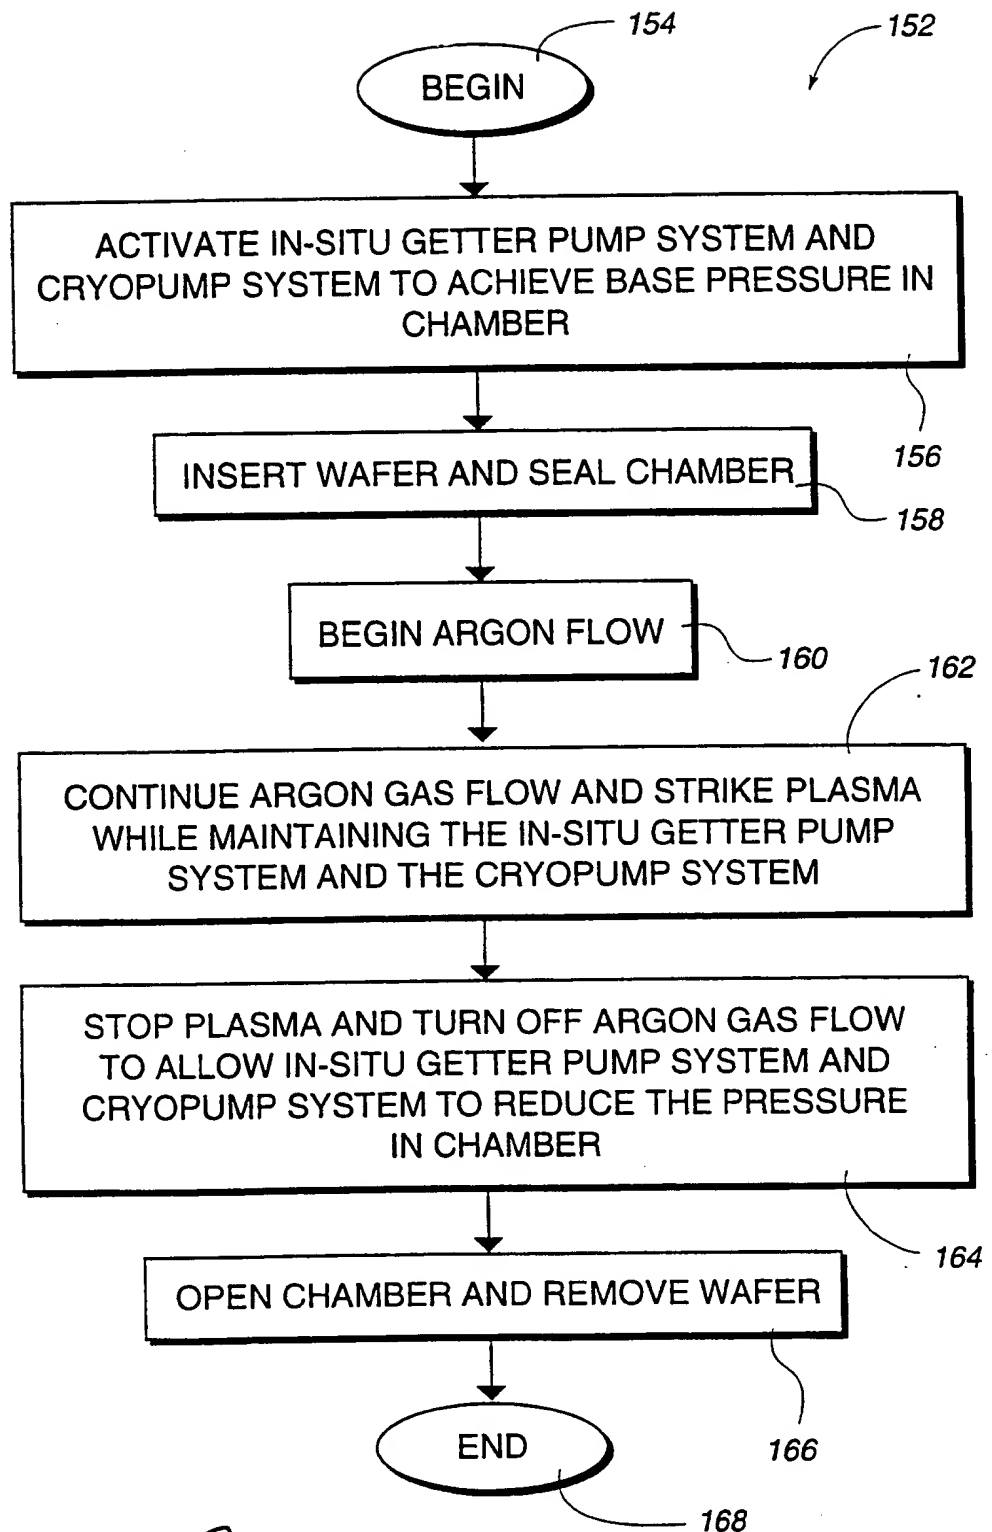 154
152
BEGIN
ACTIVATE IN-SITU GETTER PUMP SYSTEM AND
CRYOPUMP SYSTEM TO ACHIEVE BASE PRESSURE IN
CHAMBER
156
INSERT WAFER AND SEAL CHAMBER
158
BEGIN ARGON FLOW
160
162
CONTINUE ARGON GAS FLOW AND STRIKE PLASMA
WHILE MAINTAINING THE IN-SITU GETTER PUMP
SYSTEM AND THE CRYOPUMP SYSTEM
STOP PLASMA AND TURN OFF ARGON GAS FLOW
TO ALLOW IN-SITU GETTER PUMP SYSTEM AND
CRYOPUMP SYSTEM TO REDUCE THE PRESSURE
IN CHAMBER
164
OPEN CHAMBER AND REMOVE WAFER
166
END
168